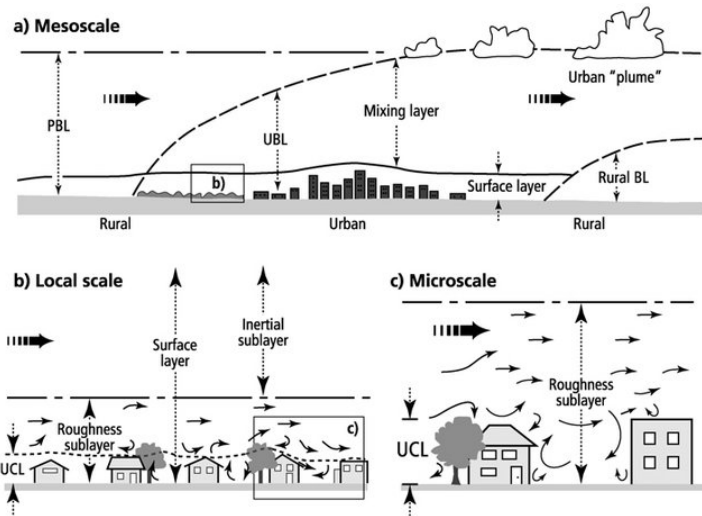 a) Mesoscale
Urban "plume"
PBL
UBL
Mixing layer
b)
Surface layer
Rural BL
Rural
Urban
Rural
b) Local scale
Surface
layer
Inertial
sublayer
Roughness
sublayer
UCL
c)
c) Microscale
Roughness
sublayer
UCL